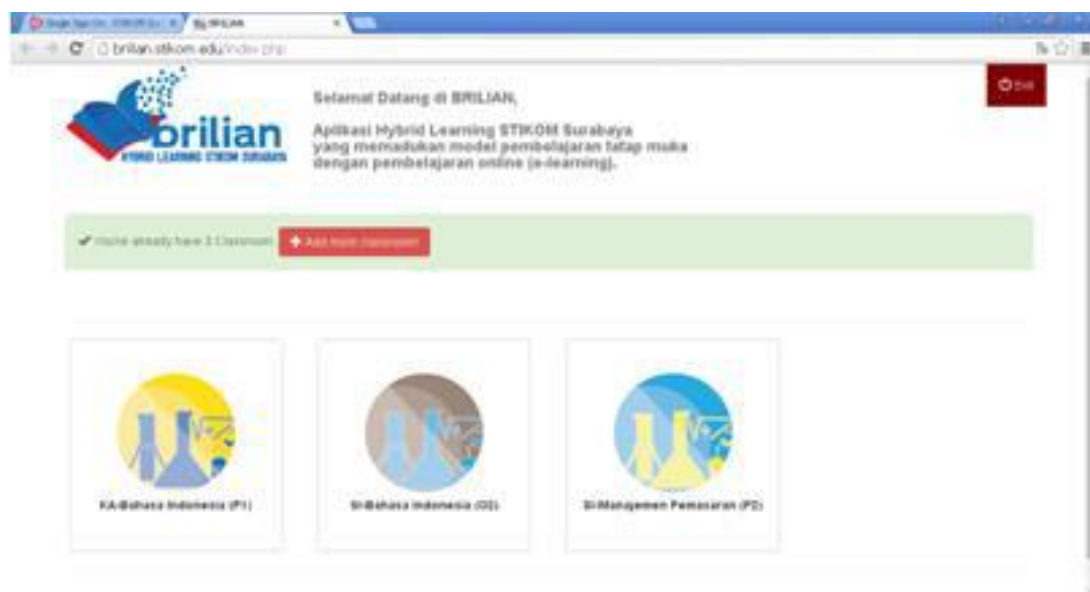 BRILIAN
brilian.stikom.edu/index.php
Exit
brilian
HYBRID LEARNING STIKOM SURABAYA
Selamat Datang di BRILIAN,
Aplikasi Hybrid Learning STIKOM Surabaya
yang memadukan model pembelajaran tatap muka
dengan pembelajaran online (e-learning).
already have 3 Classroom
Add more classroom
KA-Bahasa Indonesia (P1)
SI-Bahasa Indonesia (O2)
SI-Manajemen Pemasaran (P2)